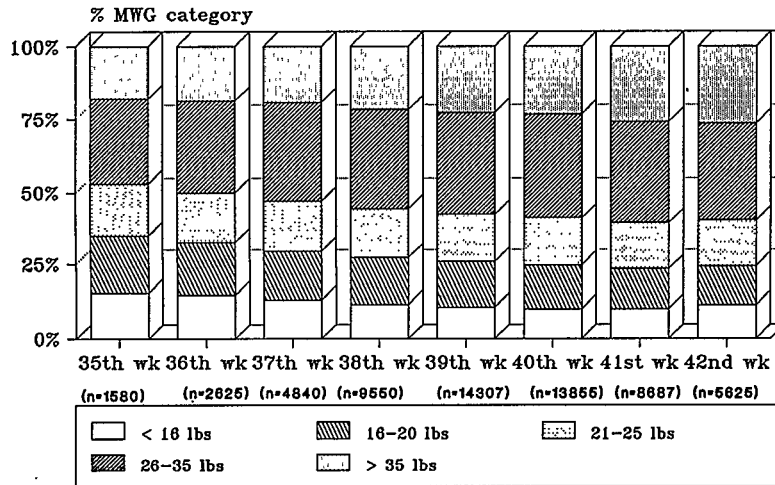 % MWG category
100%
75%
50%
25%
0%
35th wk 36th wk 37th wk 38th wk 39th wk 40th wk 41st wk 42nd wk
(n=1580) (n=2625) (n=4840) (n=9550) (n=14307) (n=13855) (n=8687) (n=5625)
< 16 lbs 16-20 lbs 21-25 lbs
26-35 lbs > 35 lbs